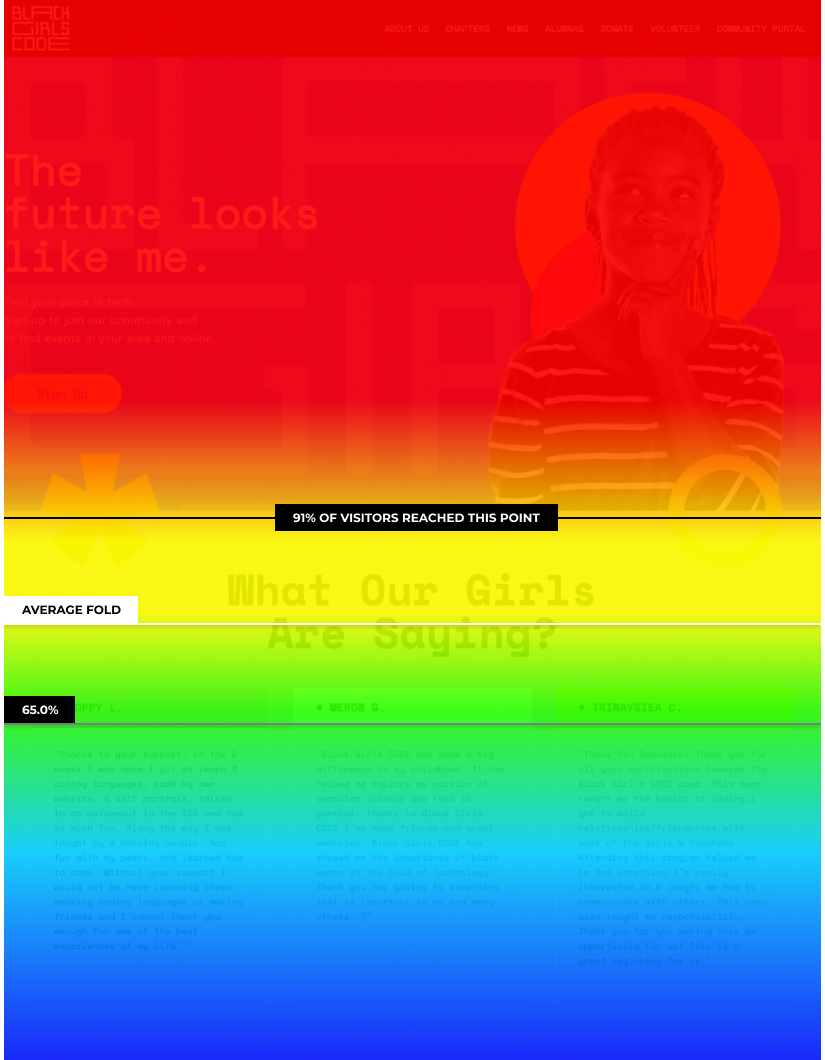 BLACK
GIRLS
CODE
ABOUT US CHAPTERS NEWS ALUMNAE DONATE VOLUNTEER COMMUNITY PORTAL
The
future looks
like me.
Find your place in tech.
Sign up to join our community and
to find events in your area and online.
Sign Up
91% OF VISITORS REACHED THIS POINT
What Our Girls
AVERAGE FOLD
Are Saying?
65.0%
OPPY L.
• MERON G.
• TRINAYSIEA C.
"Thanks to your support, in the 2
weeks I was here I got to learn 3
coding languages, made my own
website, a self portrait, talked
to an astronaut in the ISS and had
so much fun. Along the way I was
taught by 6 amazing people, had
fun with my peers, and learned how
to code. Without your support I
would not be here learning these
amazing coding languages or making
friends and I cannot thank you
enough for one of the best
experiences of my life."
"Black Girls CODE has made a big
difference in my childhood. It has
helped me explore my passion of
computer science and tech in
general. Thanks to Black Girls
CODE I've made friends and great
memories. Black Girls CODE has
showed me the importance of black
women in the field of technology.
Thank you for giving to something
that is important to me and many
others :)"
"Thank You Sponsors! Thank you for
all your contributions towards the
Black Girl's CODE camp. This camp
taught me the basics of coding.I
got to build
relationships/friendships with
most of the girls & teachers.
Attending this program helped me
to find something I'm really
interested in & taught me how to
communicate with others. This camp
also taught me responsibility.
Thank you for you making this an
opportunity for us! This is a
great beginning for us."